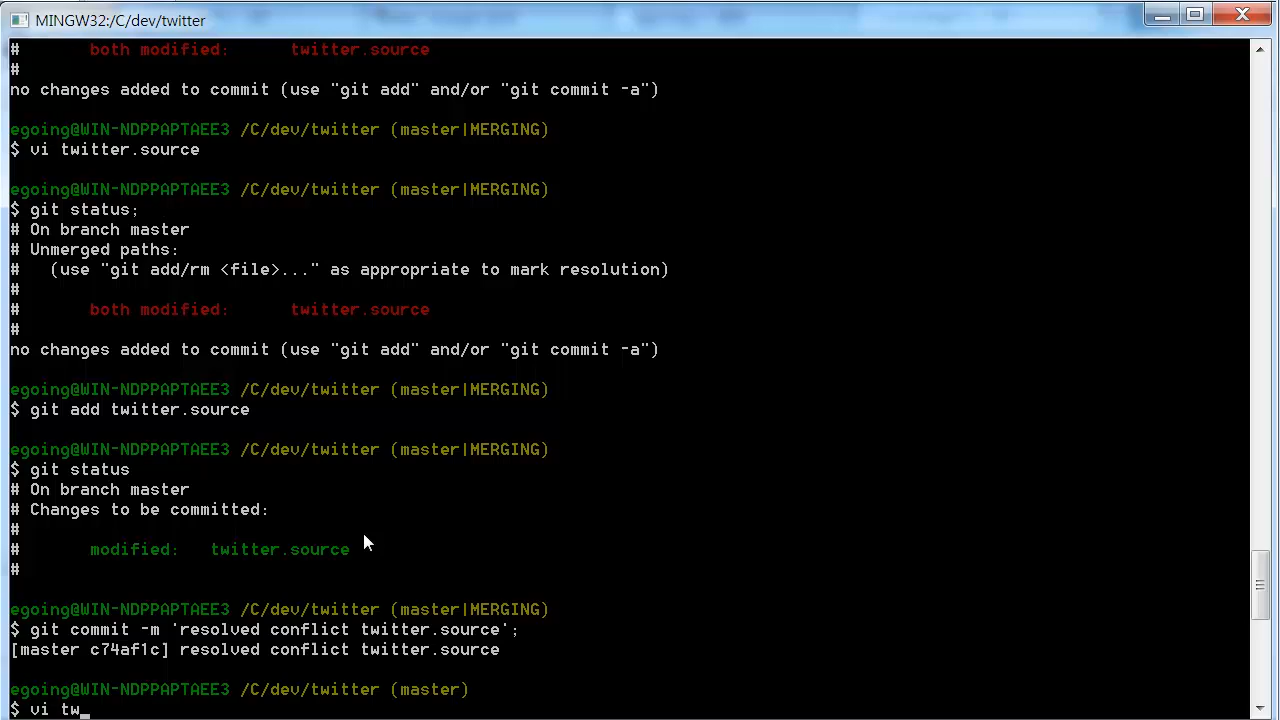 MINGW32:/C/dev/twitter
#       both modified:      twitter.source
#
no changes added to commit (use "git add" and/or "git commit -a")
egoing@WIN-NDPPAPTAEE3 /C/dev/twitter (master|MERGING)
$ vi twitter.source
egoing@WIN-NDPPAPTAEE3 /C/dev/twitter (master|MERGING)
$ git status;
# On branch master
# Unmerged paths:
#   (use "git add/rm <file>..." as appropriate to mark resolution)
#
#       both modified:      twitter.source
#
no changes added to commit (use "git add" and/or "git commit -a")
egoing@WIN-NDPPAPTAEE3 /C/dev/twitter (master|MERGING)
$ git add twitter.source
egoing@WIN-NDPPAPTAEE3 /C/dev/twitter (master|MERGING)
$ git status
# On branch master
# Changes to be committed:
#
#       modified:   twitter.source
#
egoing@WIN-NDPPAPTAEE3 /C/dev/twitter (master|MERGING)
$ git commit -m 'resolved conflict twitter.source';
[master c74af1c] resolved conflict twitter.source
egoing@WIN-NDPPAPTAEE3 /C/dev/twitter (master)
$ vi tw_